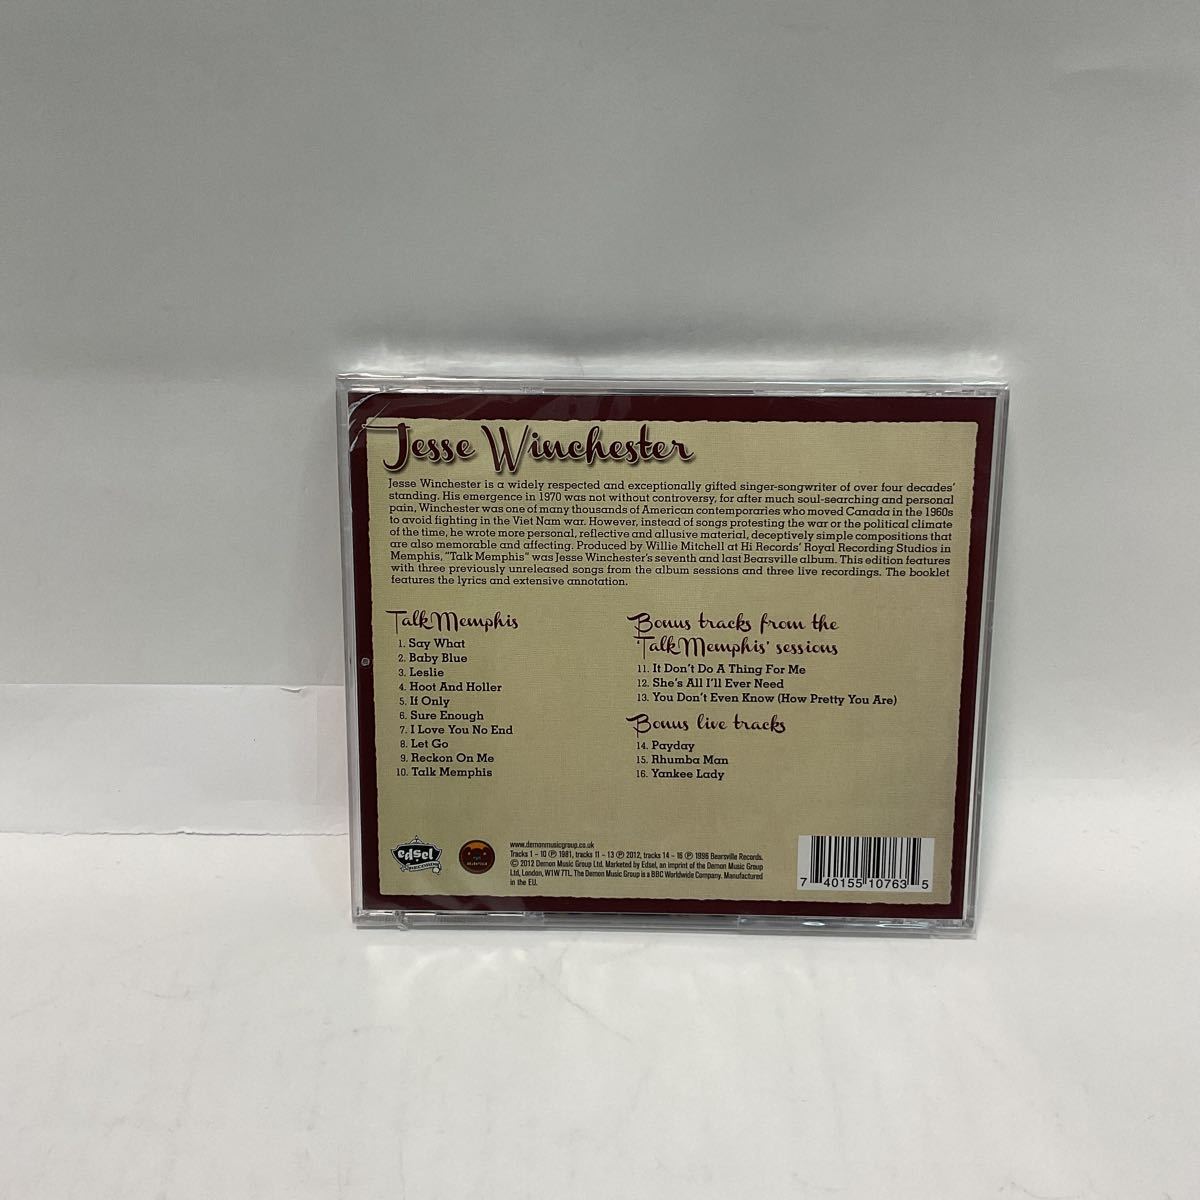 Jesse Winchester
Jesse Winchester is a widely respected and exceptionally gifted singer-songwriter of over four decades'
standing. His emergence in 1970 was not without controversy, for after much soul-searching and personal
pain, Winchester was one of many thousands of American contemporaries who moved Canada in the 1960s
to avoid fighting in the Viet Nam war. However, instead of songs protesting the war or the political climate
of the time, he wrote more personal, reflective and allusive material, deceptively simple compositions that
are also memorable and affecting. Produced by Willie Mitchell at Hi Records' Royal Recording Studios in
Memphis, "Talk Memphis" was Jesse Winchester's seventh and last Bearsville album. This edition features
with three previously unreleased songs from the album sessions and three live recordings. The booklet
features the lyrics and extensive annotation.
Talk Memphis
1. Say What
2. Baby Blue
3. Leslie
4. Hoot And Holler
5. If Only
6. Sure Enough
7. I Love You No End
8. Let Go
9. Reckon On Me
10. Talk Memphis
Bonus tracks from the
'Talk Memphis' sessions
11. It Don't Do A Thing For Me
12. She's All I'll Ever Need
13. You Don't Even Know (How Pretty You Are)
Bonus live tracks
14. Payday
15. Rhumba Man
16. Yankee Lady
edsel
RECORDS
www.demonmusicgroup.co.uk
Tracks 1 – 10 ℗ 1981, tracks 11 – 13 ℗ 2012, tracks 14 – 16 ℗ 1996 Bearsville Records.
© 2012 Demon Music Group Ltd. Marketed by Edsel, an imprint of the Demon Music Group
Ltd, London, W1W 7TL. The Demon Music Group is a BBC Worldwide Company. Manufactured
in the EU.
7 40155 10763 5